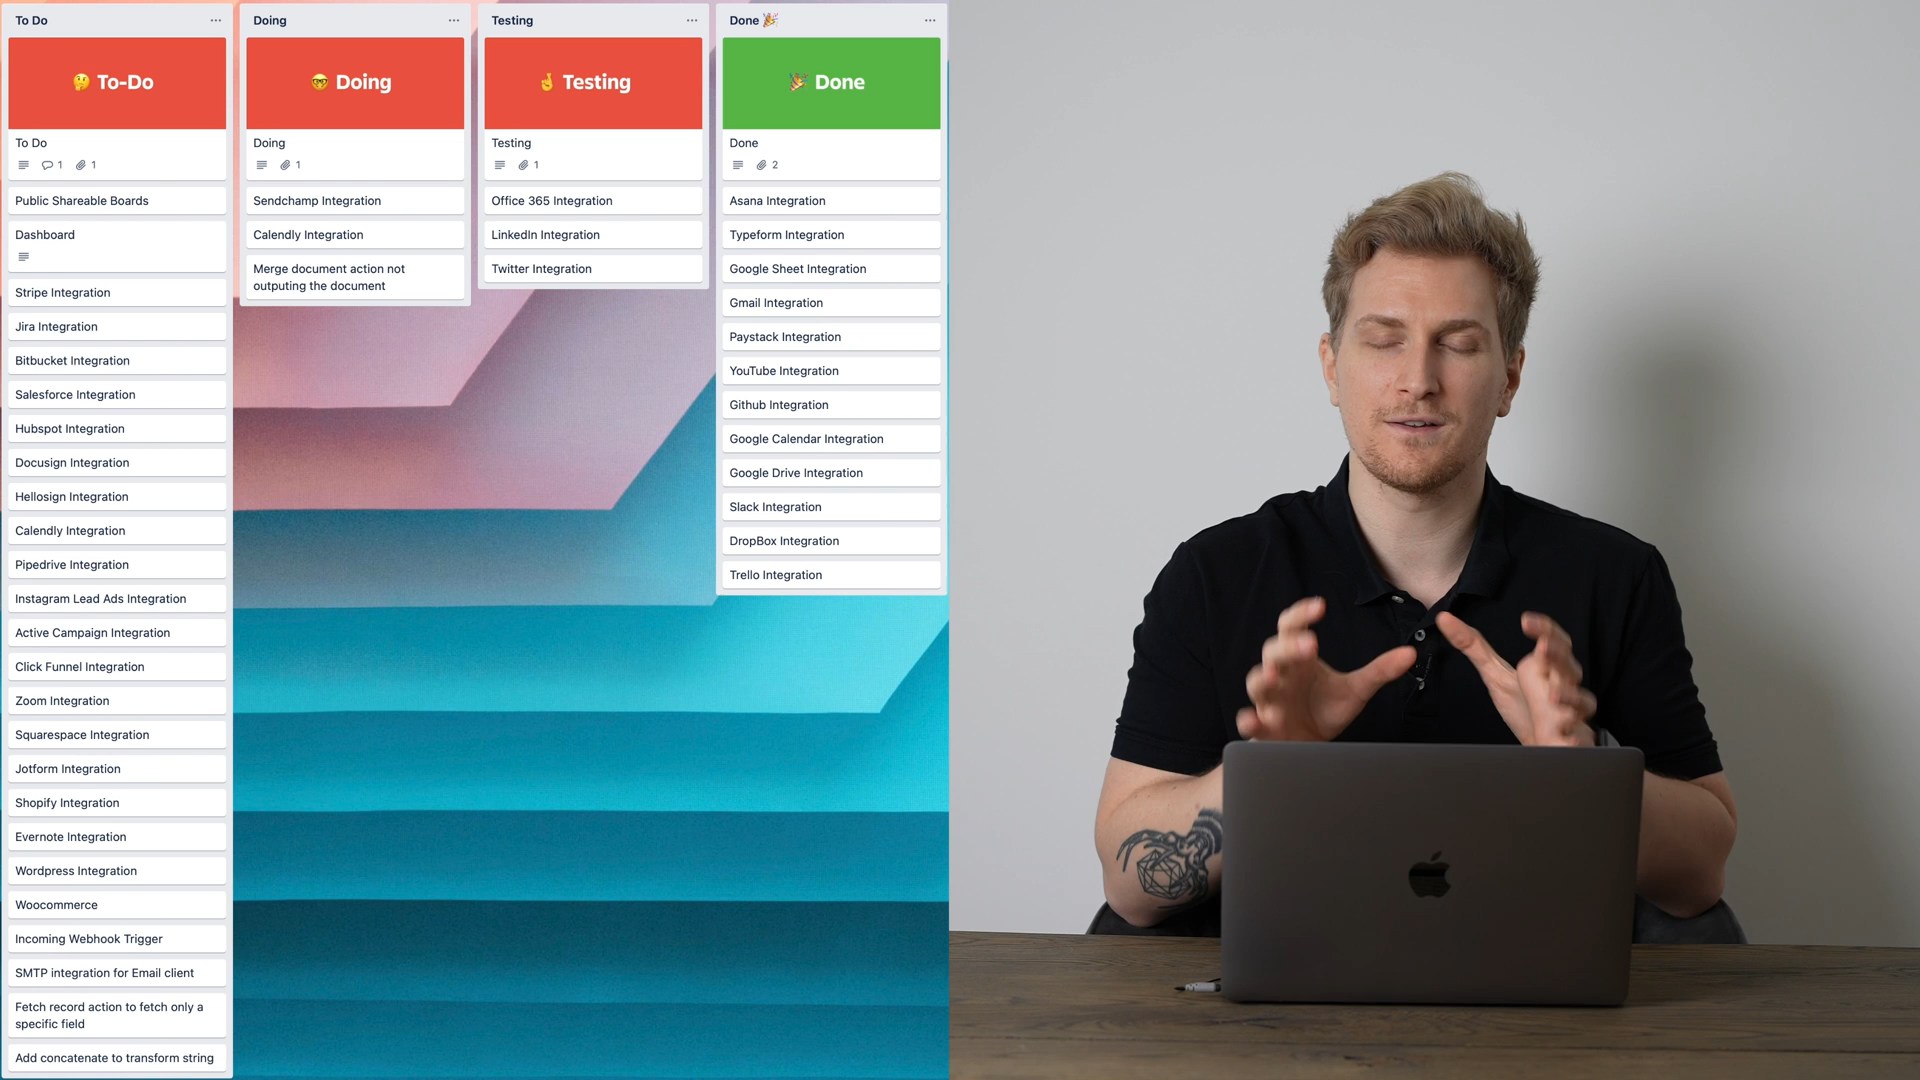 To Do
To-Do
To Do
1 1
Public Shareable Boards
Dashboard
Stripe Integration
Jira Integration
Bitbucket Integration
Salesforce Integration
Hubspot Integration
Docusign Integration
Hellosign Integration
Calendly Integration
Pipedrive Integration
Instagram Lead Ads Integration
Active Campaign Integration
Click Funnel Integration
Zoom Integration
Squarespace Integration
Jotform Integration
Shopify Integration
Evernote Integration
Wordpress Integration
Woocommerce
Incoming Webhook Trigger
SMTP integration for Email client
Fetch record action to fetch only a
specific field
Add concatenate to transform string
Doing
Doing
Doing
1
Sendchamp Integration
Calendly Integration
Merge document action not
outputing the document
Testing
Testing
Testing
1
Office 365 Integration
LinkedIn Integration
Twitter Integration
Done 🎉
Done
Done
2
Asana Integration
Typeform Integration
Google Sheet Integration
Gmail Integration
Paystack Integration
YouTube Integration
Github Integration
Google Calendar Integration
Google Drive Integration
Slack Integration
DropBox Integration
Trello Integration